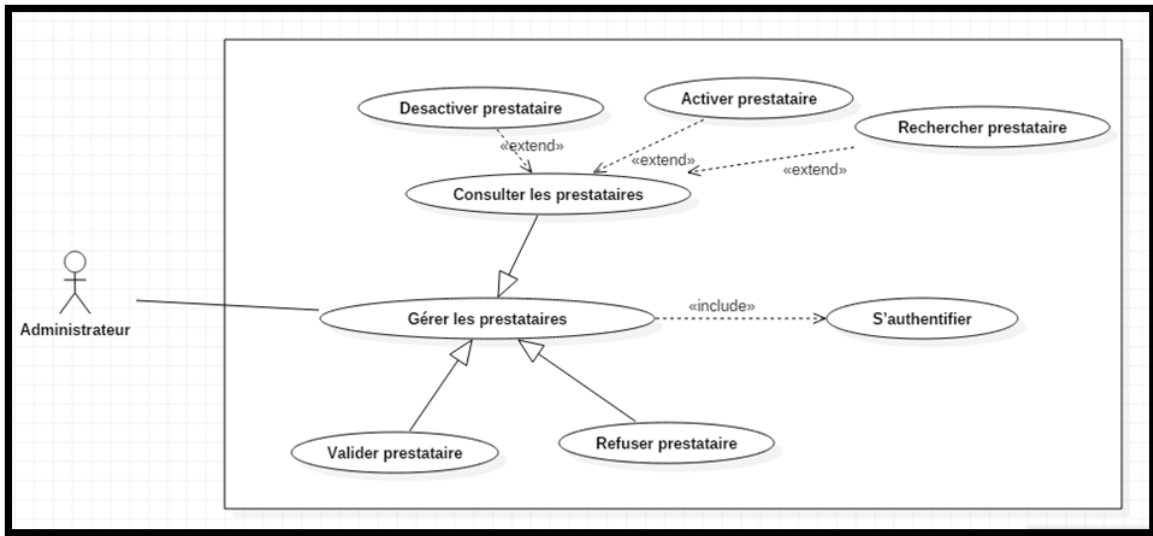 Desactiver prestataire
Activer prestataire
Rechercher prestataire
«extend»
«extend»
«extend»
Consulter les prestataires
Administrateur
Gérer les prestataires
«include»
S'authentifier
Valider prestataire
Refuser prestataire